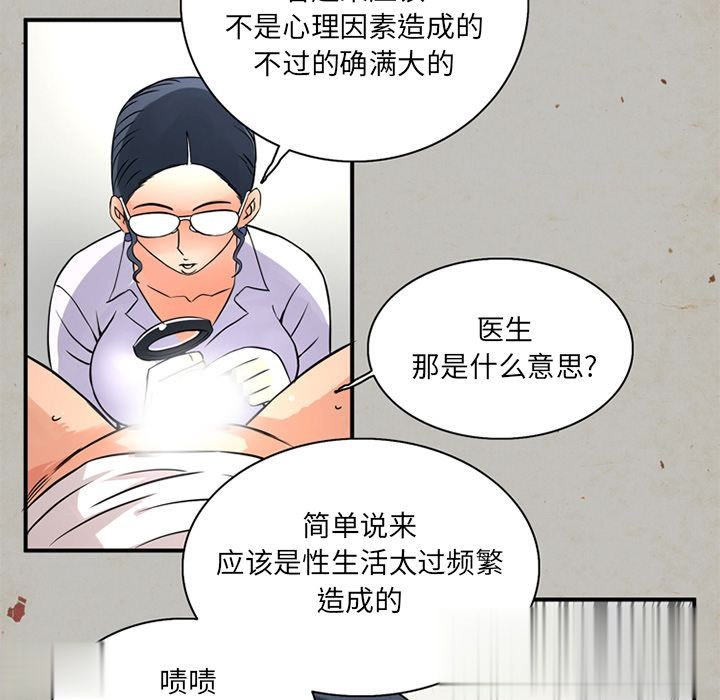 不是心理因素造成的
不过的确满大的
医生
那是什么意思?
简单说来
应该是性生活太过频繁
造成的
啧啧